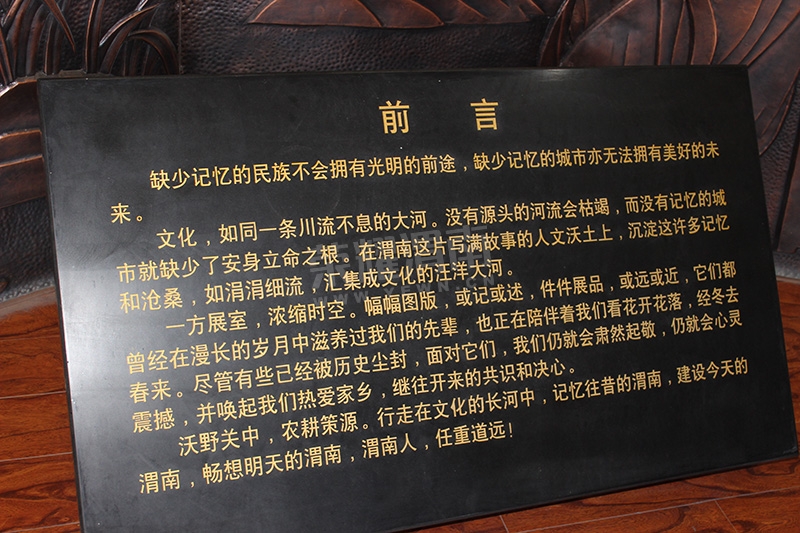 前言
缺少记忆的民族不会拥有光明的前途，缺少记忆的城市亦无法拥有美好的未
来。
文化，如同一条川流不息的大河。没有源头的河流会枯竭，而没有记忆的城
市就缺少了安身立命之根。在渭南这片写满故事的人文沃土上，沉淀这许多记忆
和沧桑，如涓涓细流，汇集成文化的汪洋大河。
一方展室，浓缩时空。幅幅图版，或记或述，件件展品，或远或近，它们都
曾经在漫长的岁月中滋养过我们的先辈，也正在陪伴着我们看花开花落，经冬去
春来。尽管有些已经被历史尘封，面对它们，我们仍就会肃然起敬，仍就会心灵
震撼，并唤起我们热爱家乡，继往开来的共识和决心。
沃野关中，农耕策源。行走在文化的长河中，记忆往昔的渭南，建设今天的
渭南，畅想明天的渭南，渭南人，任重道远！